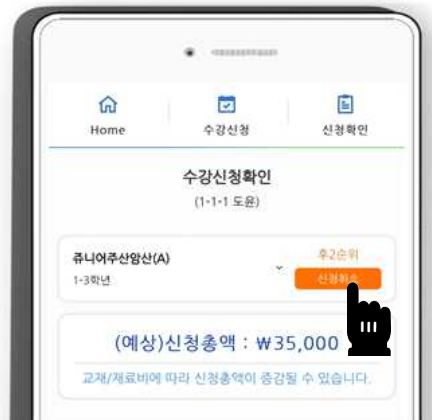 Home
수강신청
신청확인
수강신청확인
(1-1-1 도윤)
쥬니어주산암산(A)
후2순위
1-3학년
신청취소
(예상)신청총액 : ₩35,000
교재/재료비에 따라 신청총액이 증감될 수 있습니다.